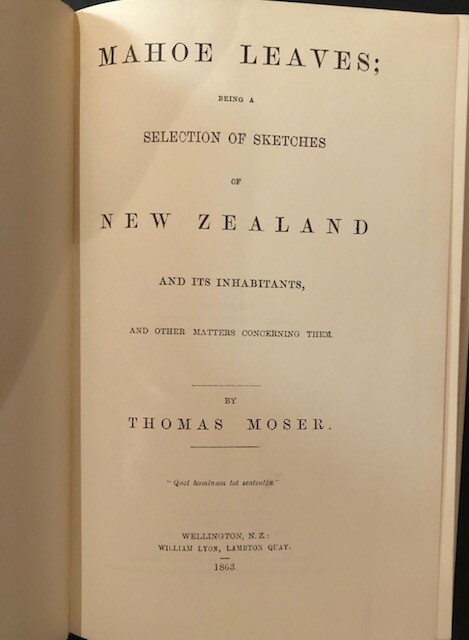 MAHOE LEAVES;
BEING A
SELECTION OF SKETCHES
OF
NEW ZEALAND
AND ITS INHABITANTS,
AND OTHER MATTERS CONCERNING THEM.
BY
THOMAS MOSER.
"Quot hominum tot sententiæ."
WELLINGTON, N.Z.:
WILLIAM LYON, LAMBTON QUAY.
1863.